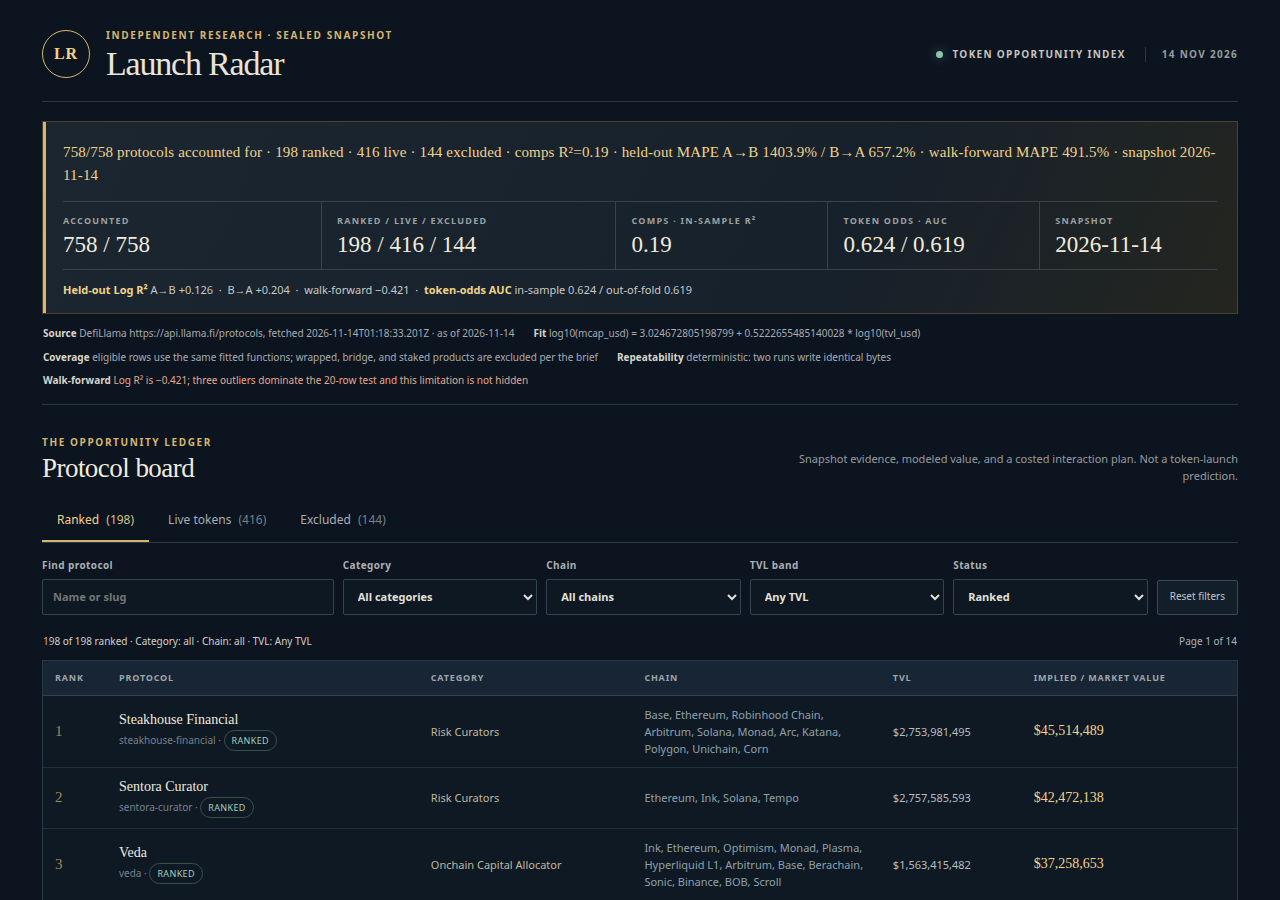 LR
INDEPENDENT RESEARCH · SEALED SNAPSHOT
Launch Radar
TOKEN OPPORTUNITY INDEX
14 NOV 2026
758/758 protocols accounted for · 198 ranked · 416 live · 144 excluded · comps R²=0.19 · held-out MAPE A→B 1403.9% / B→A 657.2% · walk-forward MAPE 491.5% · snapshot 2026-
11-14
ACCOUNTED
758 / 758
RANKED / LIVE / EXCLUDED
198 / 416 / 144
COMPS · IN-SAMPLE R²
0.19
TOKEN ODDS · AUC
0.624 / 0.619
SNAPSHOT
2026-11-14
Held-out Log R² A→B +0.126 · B→A +0.204 · walk-forward −0.421 · token-odds AUC in-sample 0.624 / out-of-fold 0.619
Source DefiLlama https://api.llama.fi/protocols, fetched 2026-11-14T01:18:33.201Z · as of 2026-11-14 Fit log10(mcap_usd) = 3.024672805198799 + 0.5222655485140028 * log10(tvl_usd)
Coverage eligible rows use the same fitted functions; wrapped, bridge, and staked products are excluded per the brief Repeatability deterministic: two runs write identical bytes
Walk-forward Log R² is −0.421; three outliers dominate the 20-row test and this limitation is not hidden
THE OPPORTUNITY LEDGER
Protocol board
Snapshot evidence, modeled value, and a costed interaction plan. Not a token-launch
prediction.
Ranked (198) Live tokens (416) Excluded (144)
Find protocol Category Chain TVL band Status
Name or slug All categories All chains Any TVL Ranked Reset filters
198 of 198 ranked · Category: all · Chain: all · TVL: Any TVL
Page 1 of 14
RANK PROTOCOL CATEGORY CHAIN TVL IMPLIED / MARKET VALUE
1
Steakhouse Financial
steakhouse-financial · RANKED
Risk Curators
Base, Ethereum, Robinhood Chain,
Arbitrum, Solana, Monad, Arc, Katana,
Polygon, Unichain, Corn
$2,753,981,495
$45,514,489
2
Sentora Curator
sentora-curator · RANKED
Risk Curators
Ethereum, Ink, Solana, Tempo
$2,757,585,593
$42,472,138
3
Veda
veda · RANKED
Onchain Capital Allocator
Ink, Ethereum, Optimism, Monad, Plasma,
Hyperliquid L1, Arbitrum, Base, Berachain,
Sonic, Binance, BOB, Scroll
$1,563,415,482
$37,258,653